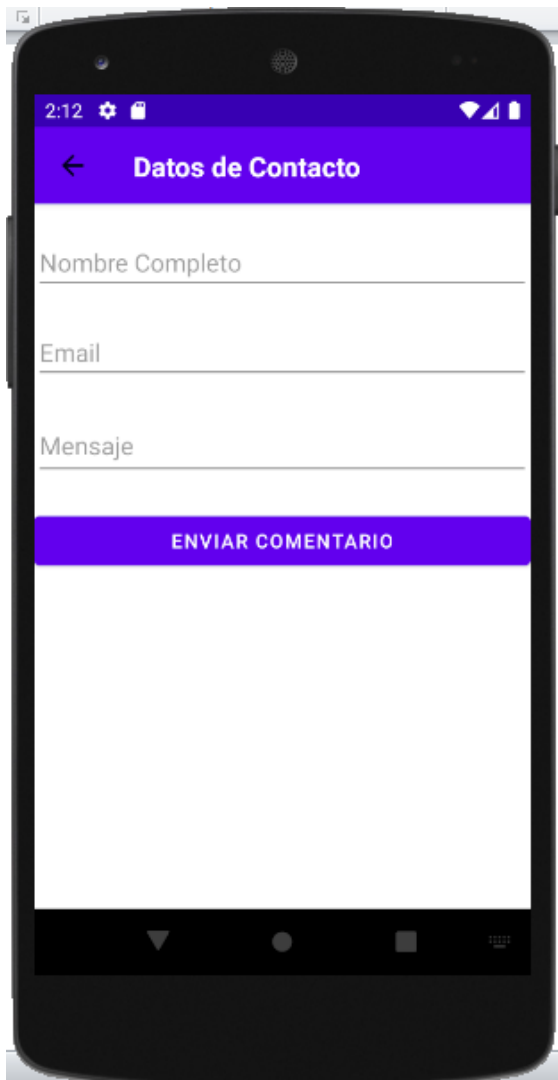 2:12
Datos de Contacto
Nombre Completo
Email
Mensaje
ENVIAR COMENTARIO